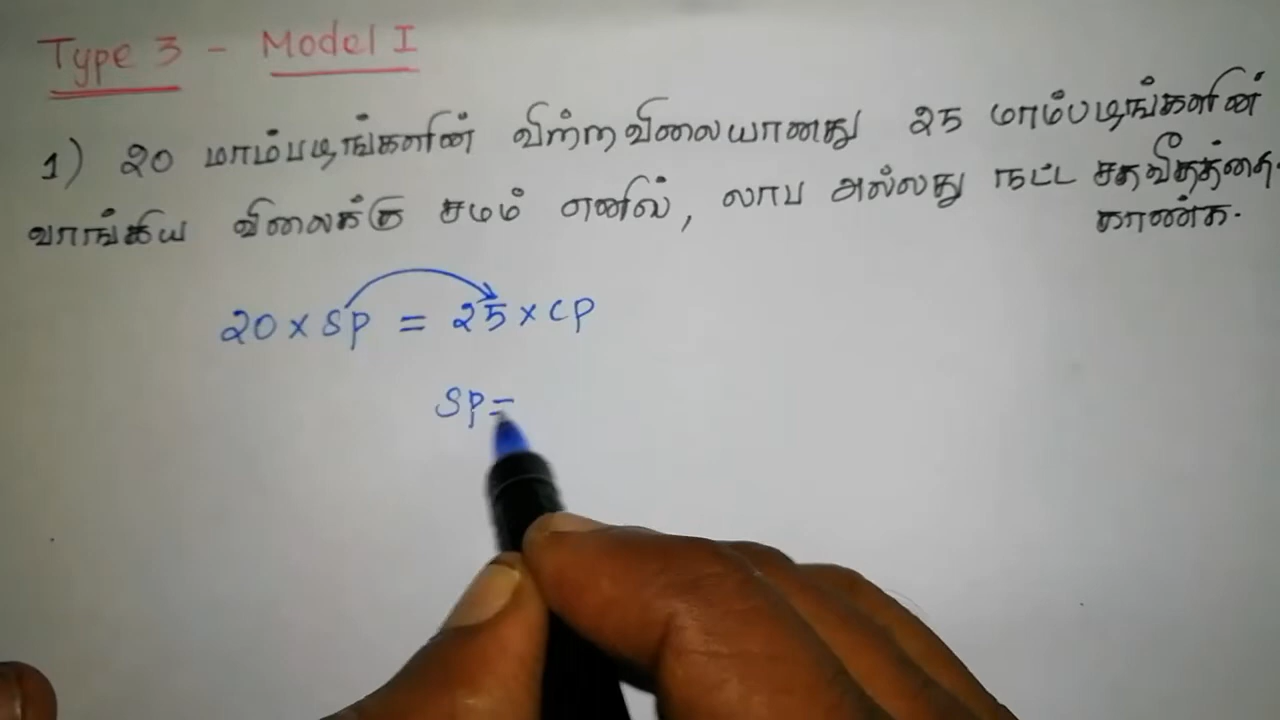 Type 3 - Model I
1) 20 மாம்பழங்களின் விற்ற விலையானது 25 மாம்பழங்களின்
வாங்கிய விலைக்கு சமம் எனில், லாப அல்லது நட்ட சதவீதத்தை
காண்க.
20 × SP = 25 × CP
SP =